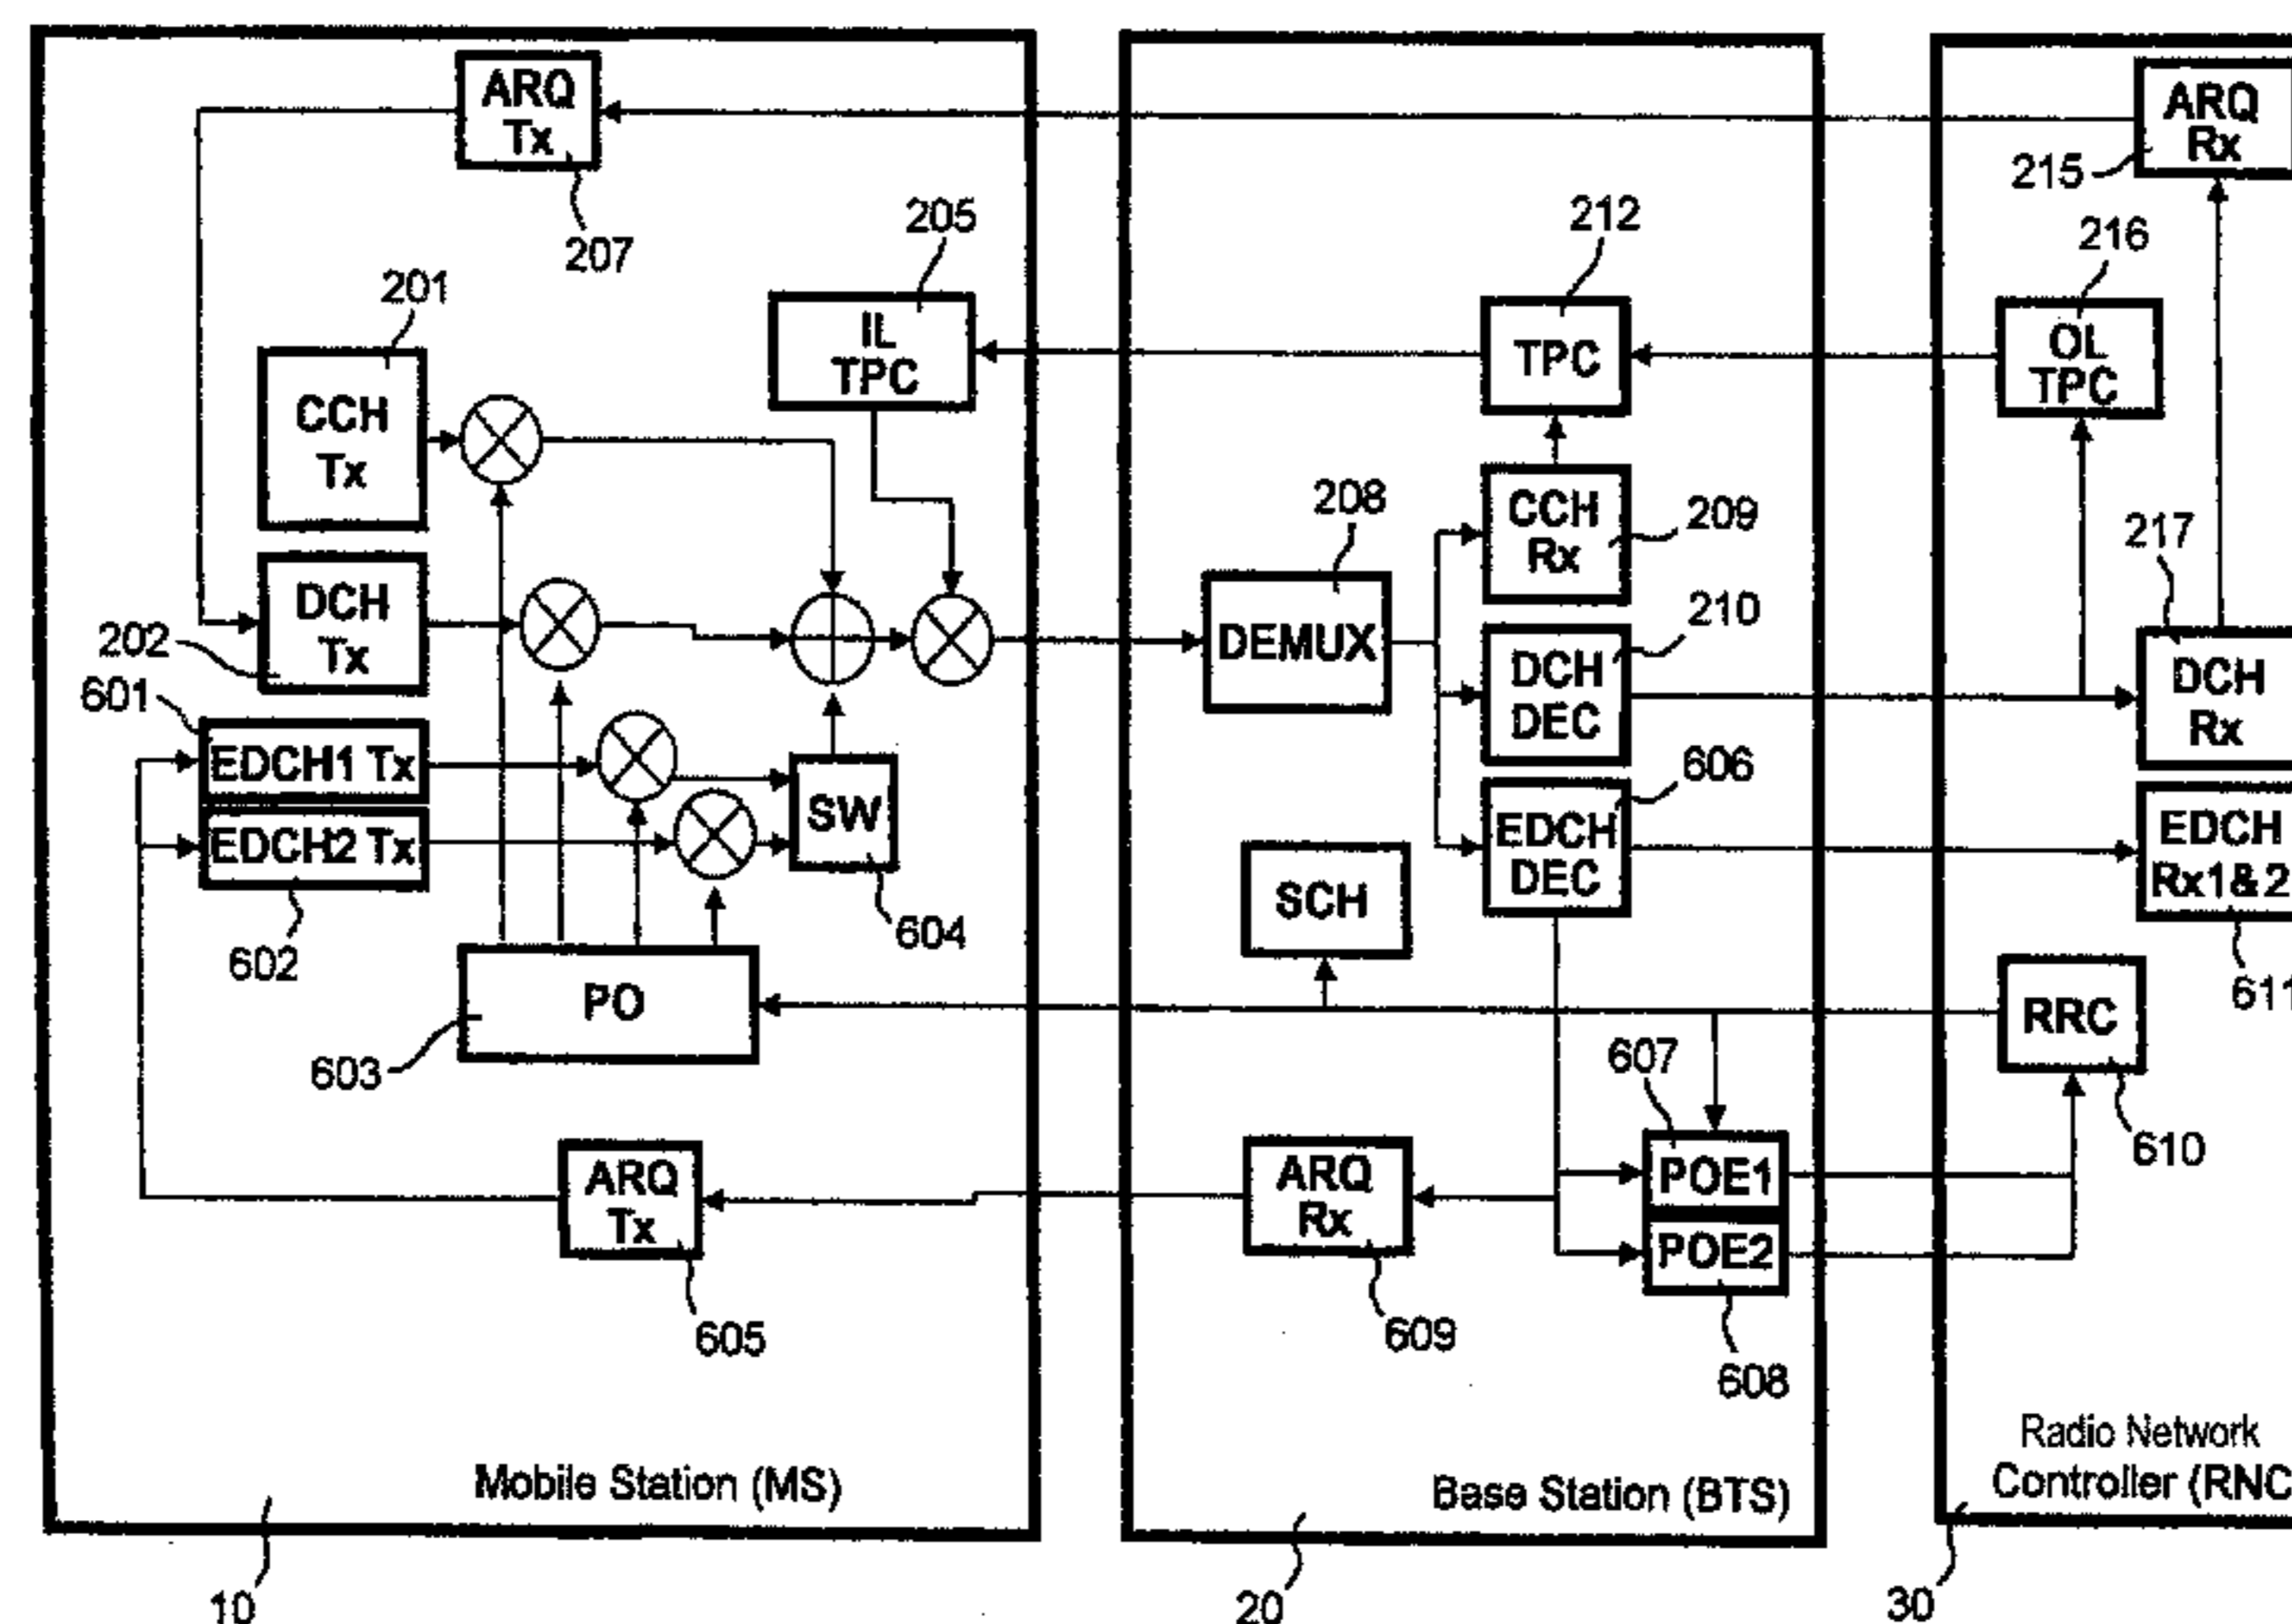 ARQ
Tx
207
205
IL
TPC
201
CCH
Tx
DCH
Tx
202
601
EDCH1 Tx
EDCH2 Tx
602
SW
604
PO
603
ARQ
Tx
605
Mobile Station (MS)
10
212
TPC
208
DEMUX
CCH
Rx
209
210
DCH
DEC
606
EDCH
DEC
SCH
607
POE1
POE2
608
ARQ
Rx
609
Base Station (BTS)
20
ARQ
Rx
215
216
OL
TPC
217
DCH
Rx
EDCH
Rx1&2
611
RRC
610
Radio Network
Controller (RNC
30